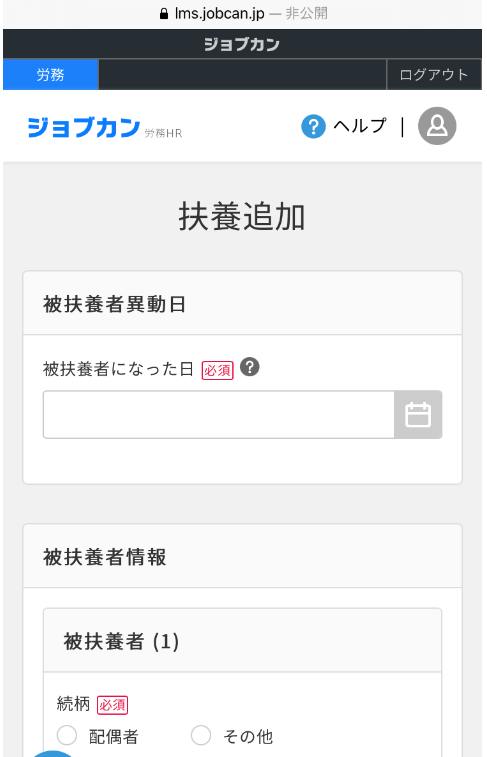 lms.jobcan.jp — 非公開
ジョブカン
労務
ログアウト
ジョブカン 労務HR
? ヘルプ |
扶養追加
被扶養者異動日
被扶養者になった日 必須 ?
被扶養者情報
被扶養者 (1)
続柄 必須
配偶者 その他